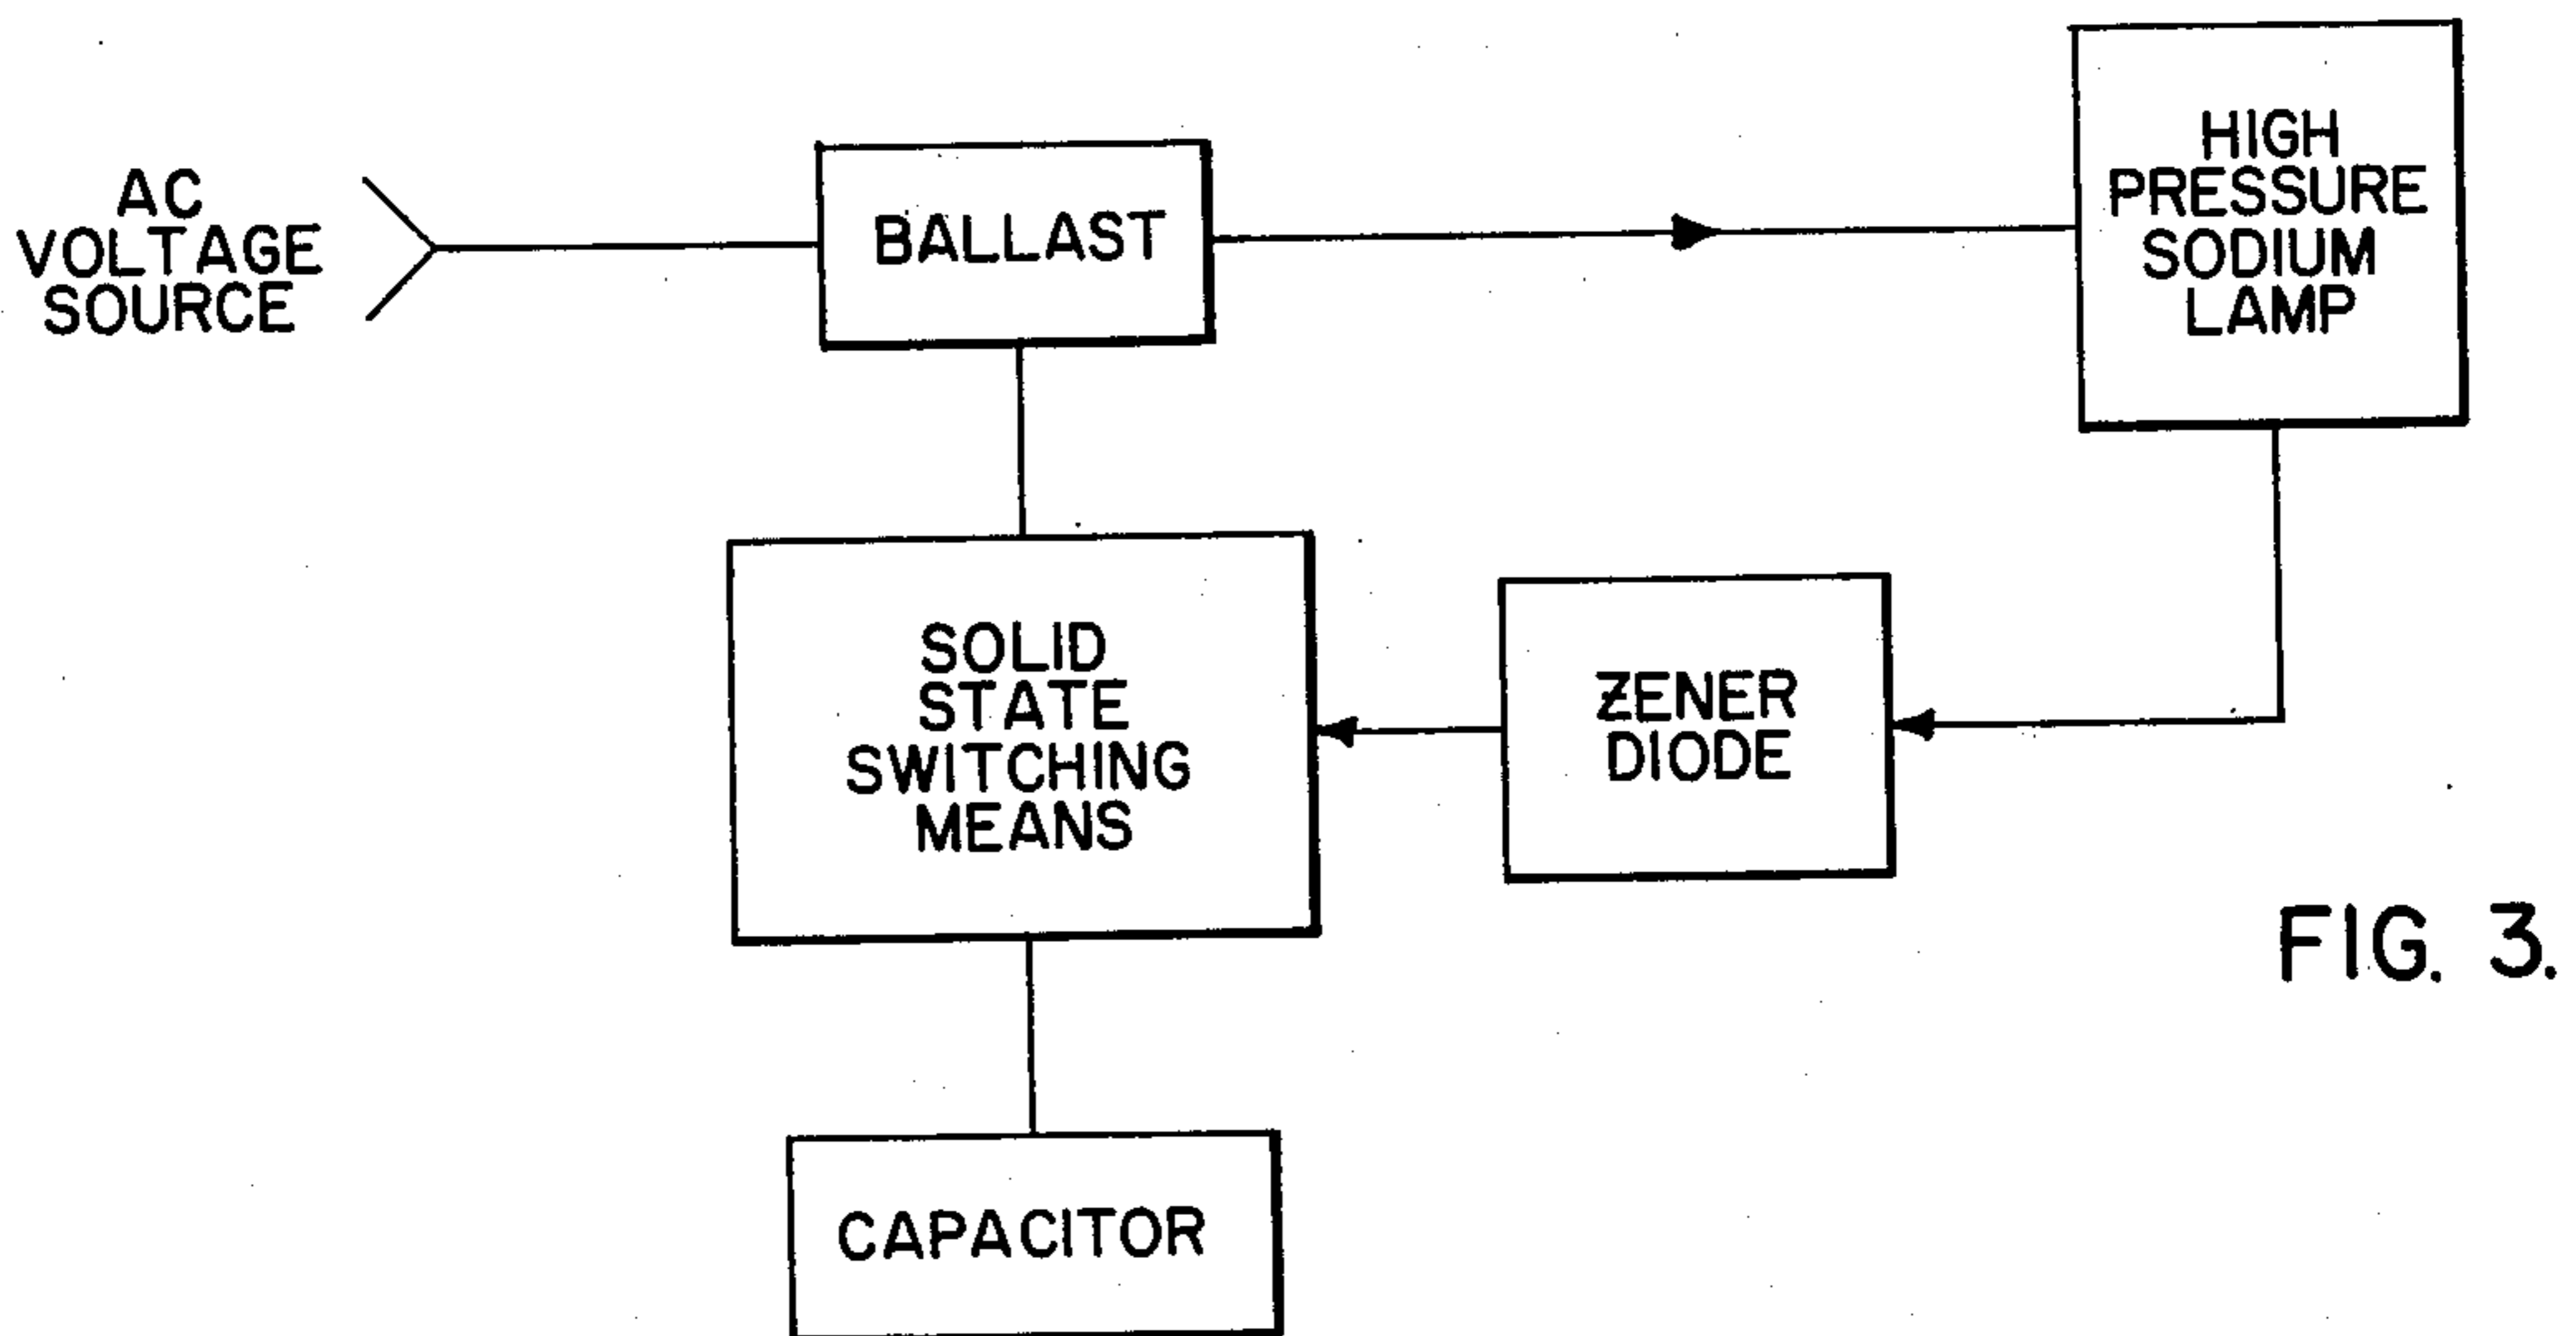 AC
VOLTAGE
SOURCE
BALLAST
HIGH
PRESSURE
SODIUM
LAMP
SOLID
STATE
SWITCHING
MEANS
ZENER
DIODE
FIG. 3.
CAPACITOR